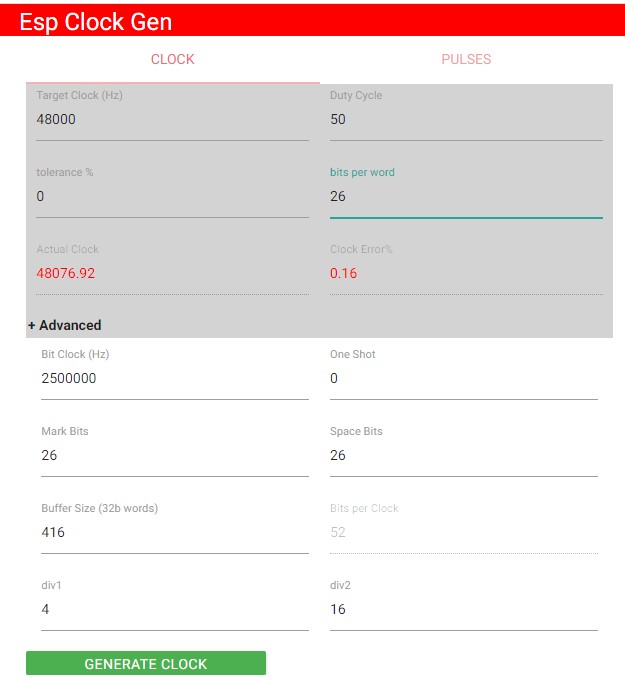 Esp Clock Gen
CLOCK PULSES
Target Clock (Hz) Duty Cycle
48000 50
tolerance % bits per word
0 26
Actual Clock Clock Error%
48076.92 0.16
+ Advanced
Bit Clock (Hz) One Shot
2500000 0
Mark Bits Space Bits
26 26
Buffer Size (32b words) Bits per Clock
416 52
div1 div2
4 16
GENERATE CLOCK